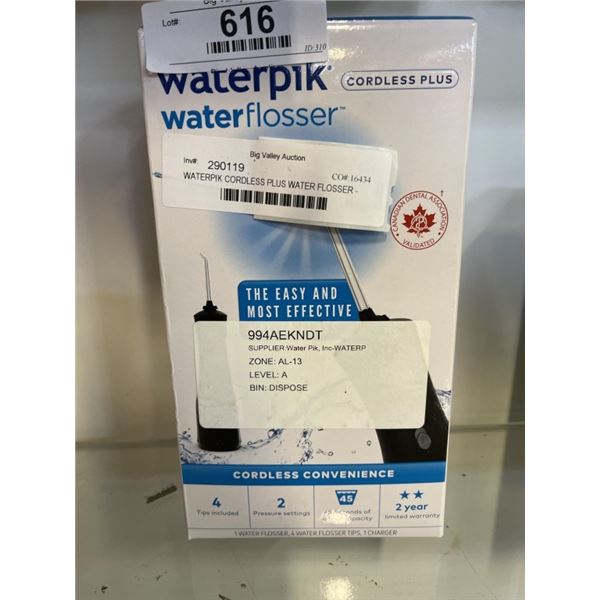 Lot#:
616
ID:310
waterpik® CORDLESS PLUS
waterflosser™
Big Valley Auction
Inv#: 290119
CO#:16434
WATERPIK CORDLESS PLUS WATER FLOSSER -
CANADIAN DENTAL ASSOCIATION
VALIDATED
THE EASY AND
MOST EFFECTIVE
994AEKNDT
SUPPLIER:Water Pik, Inc-WATERP
ZONE: AL-13
LEVEL: A
BIN: DISPOSE
CORDLESS CONVENIENCE
4
Tips included
2
Pressure settings
45
2 year
limited warranty
1 WATER FLOSSER, 4 WATER FLOSSER TIPS, 1 CHARGER